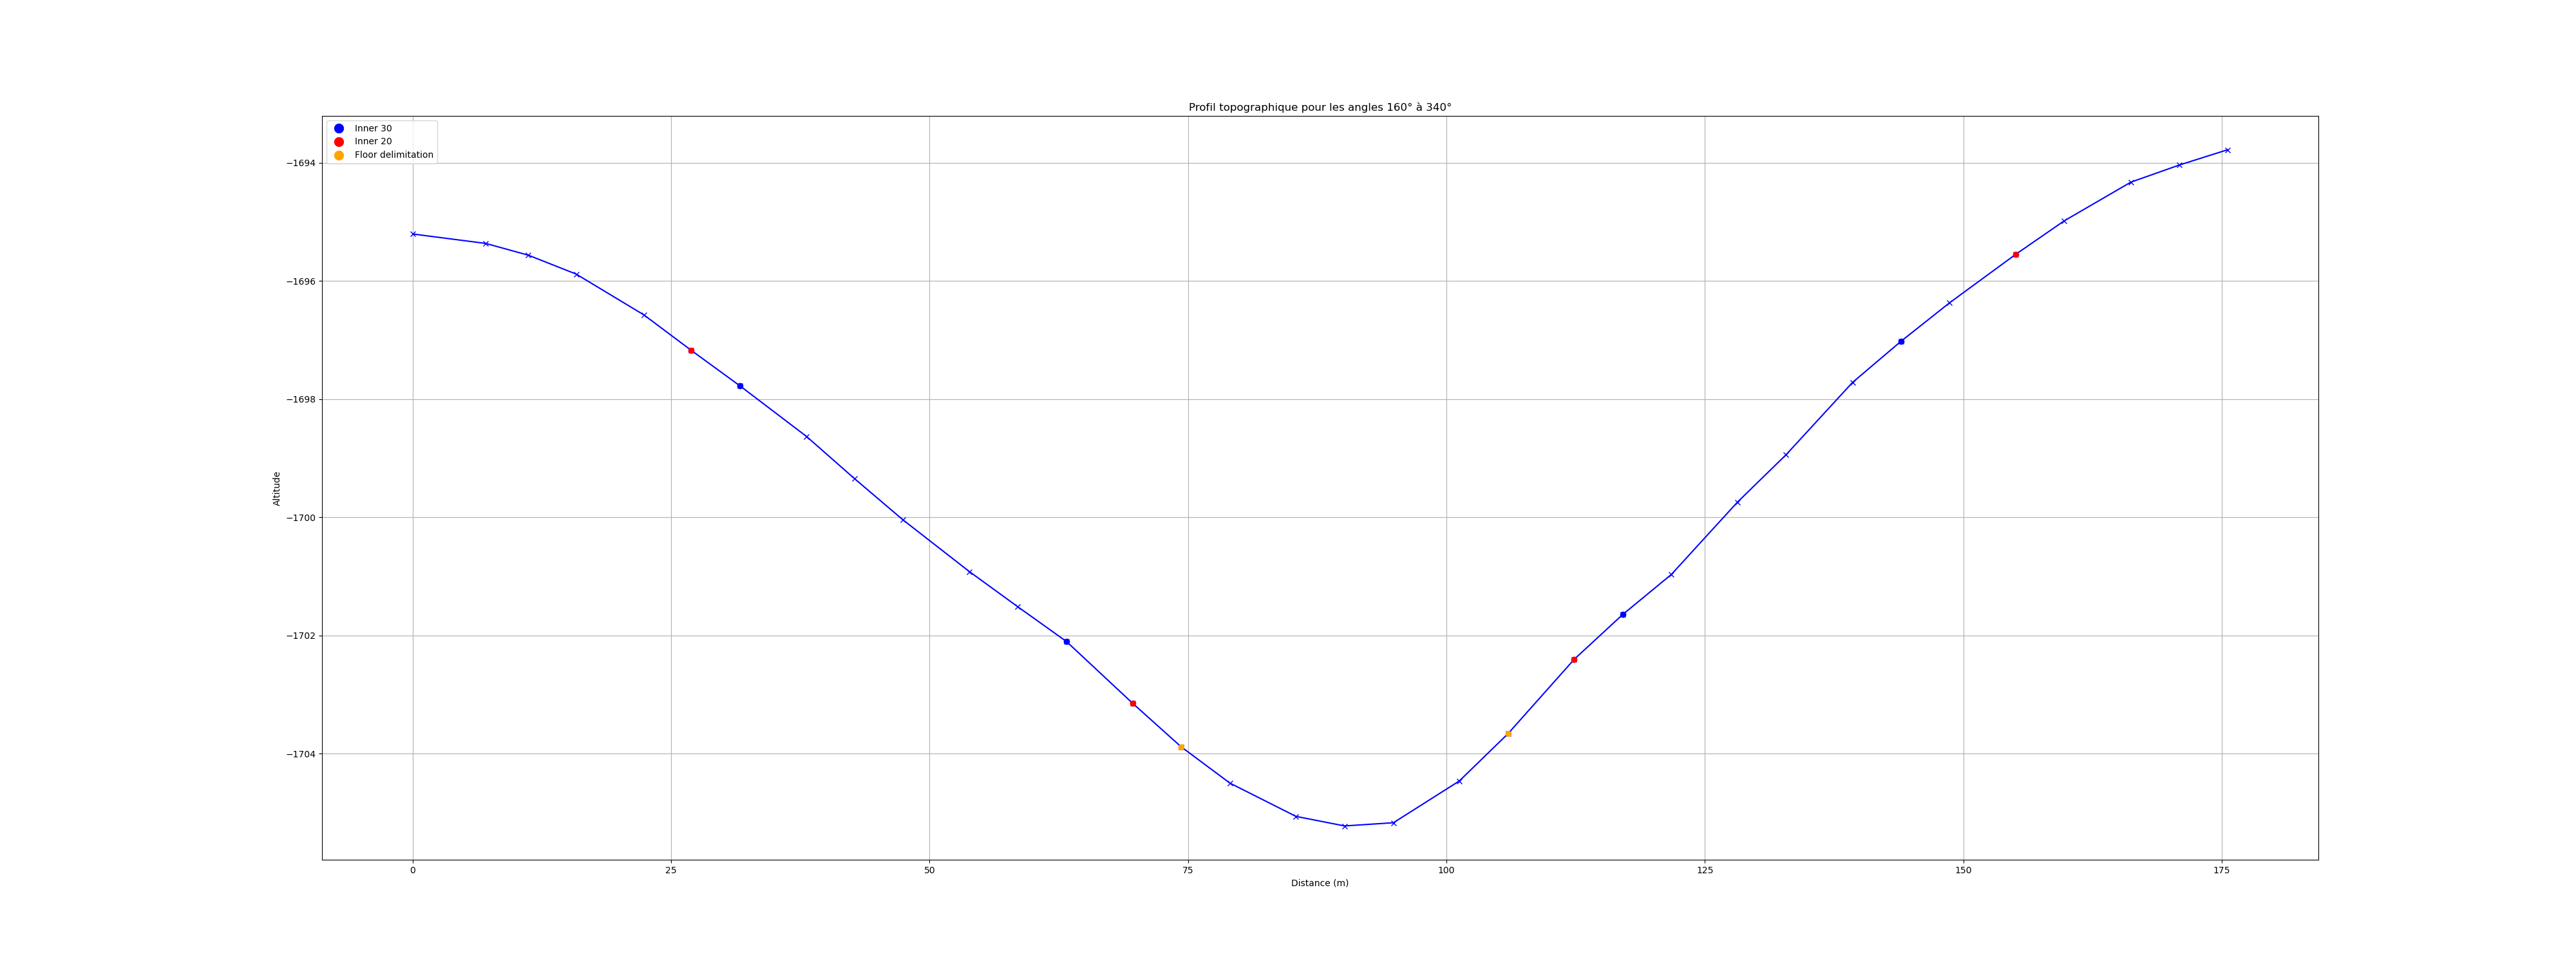 Profil topographique pour les angles 160° à 340°
Inner 30
Inner 20
Floor delimitation
−1694
−1696
−1698
−1700
−1702
−1704
Altitude
0 25 50 75 100 125 150 175
Distance (m)